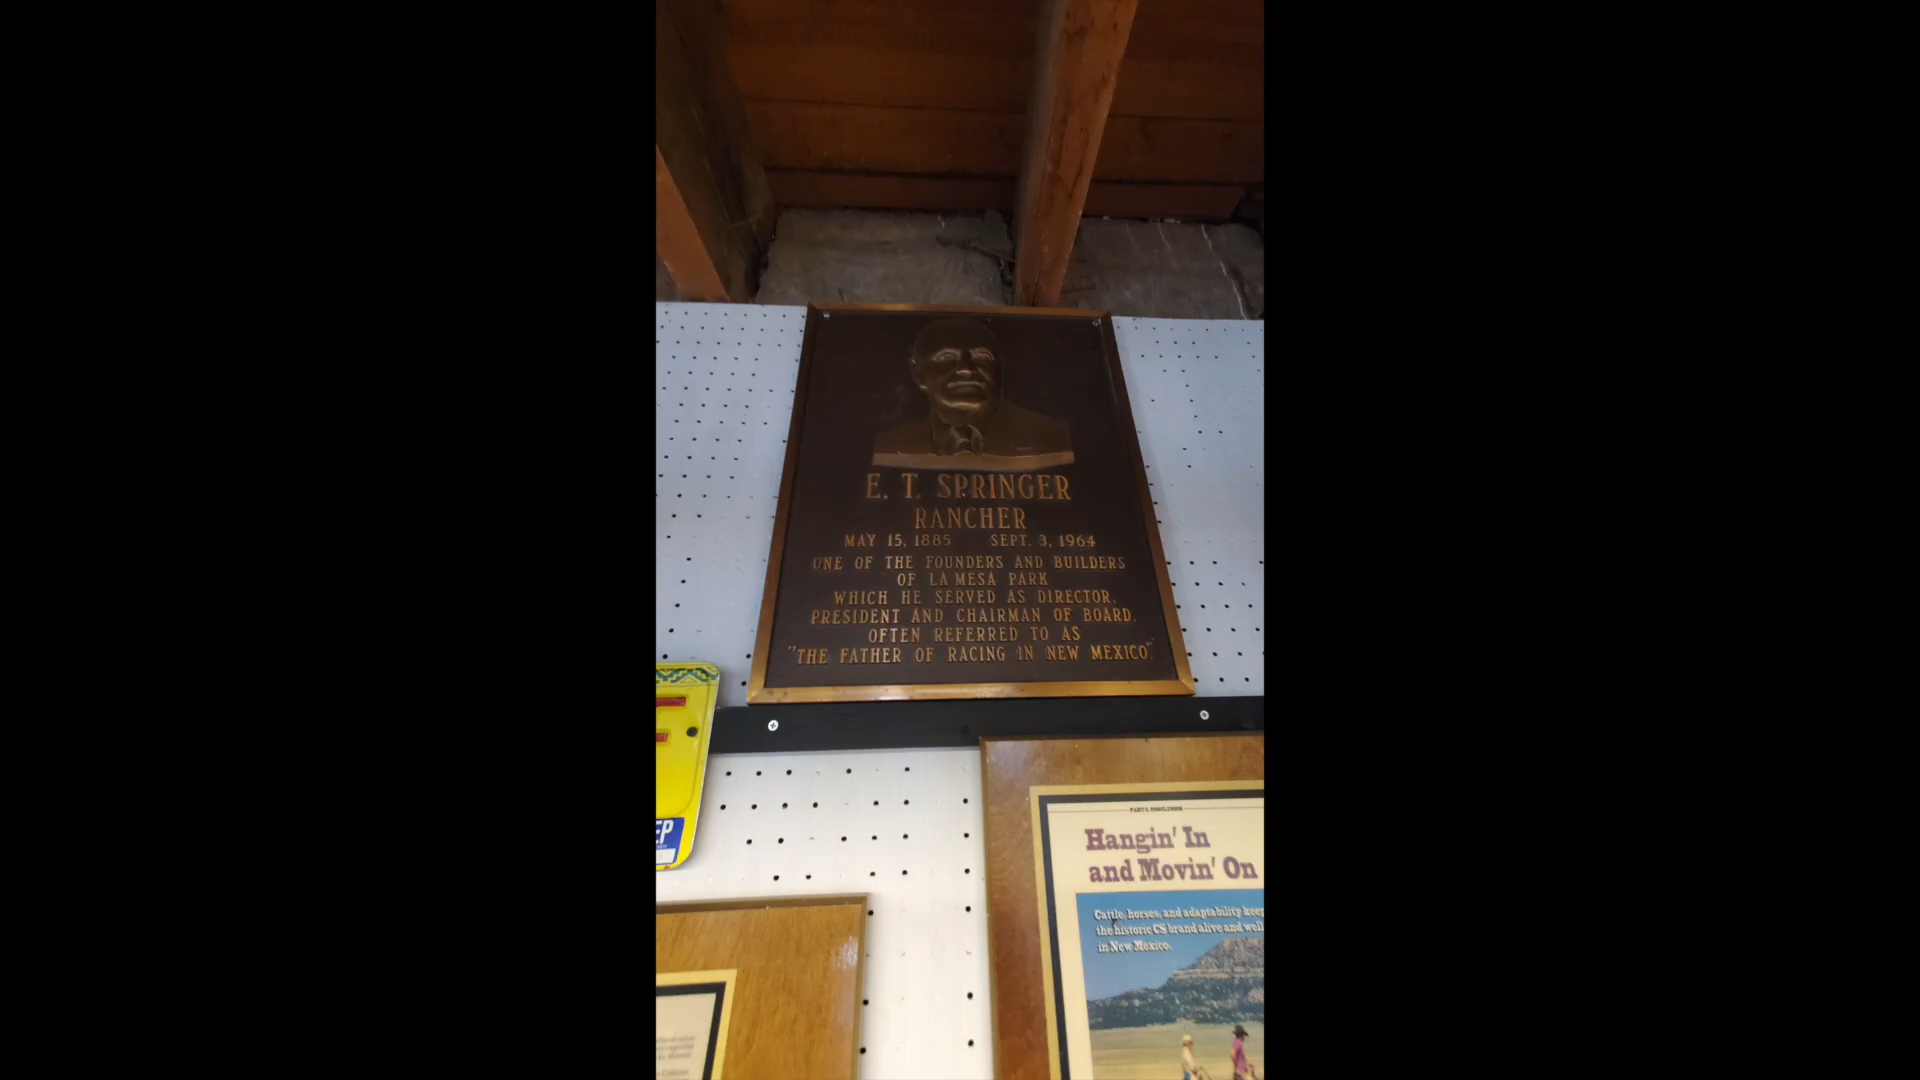 E. T. SPRINGER
RANCHER
MAY 15, 1885 SEPT. 3, 1964
ONE OF THE FOUNDERS AND BUILDERS
OF LA MESA PARK
WHICH HE SERVED AS DIRECTOR,
PRESIDENT AND CHAIRMAN OF BOARD.
OFTEN REFERRED TO AS
"THE FATHER OF RACING IN NEW MEXICO".
EP
Hangin' In
and Movin' On
Cattle, horses, and adaptability keep
the historic CS brand alive and well
in New Mexico.